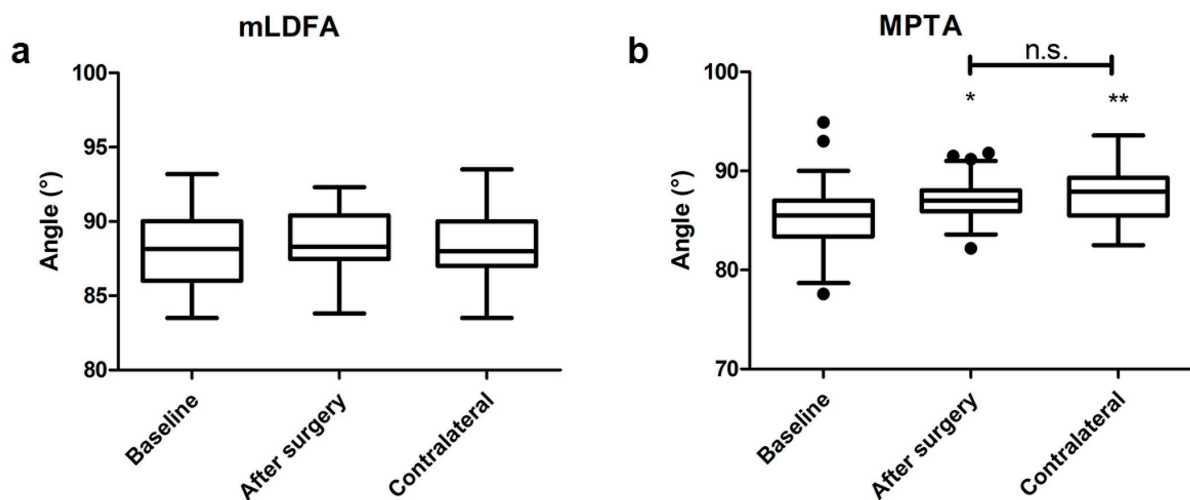 a
mLDFA
Angle (°)
100
95
90
85
80
Baseline
After surgery
Contralateral
b
MPTA
n.s.
*
**
Angle (°)
100
90
80
70
Baseline
After surgery
Contralateral